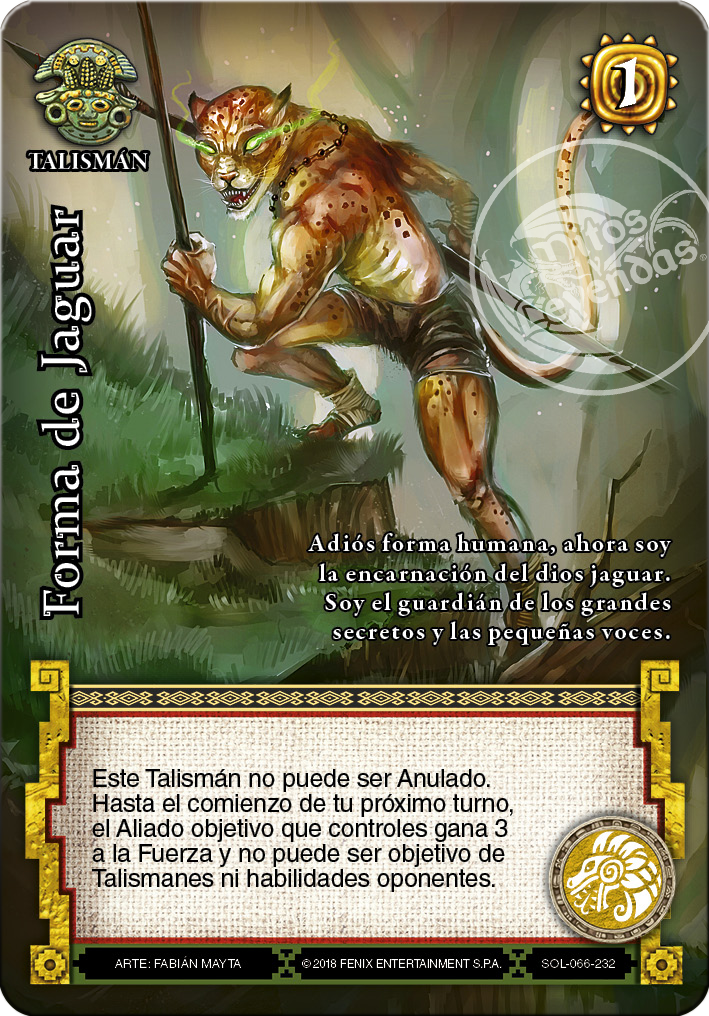 1
TALISMÁN
Mitos
Leyendas
Forma de Jaguar
Adiós forma humana, ahora soy
la encarnación del dios jaguar.
Soy el guardián de los grandes
secretos y las pequeñas voces.
Este Talismán no puede ser Anulado.
Hasta el comienzo de tu próximo turno,
el Aliado objetivo que controles gana 3
a la Fuerza y no puede ser objetivo de
Talismanes ni habilidades oponentes.
ARTE: FABIÁN MAYTA
©2018 FENIX ENTERTAINMENT S.P.A.
SOL-066-232